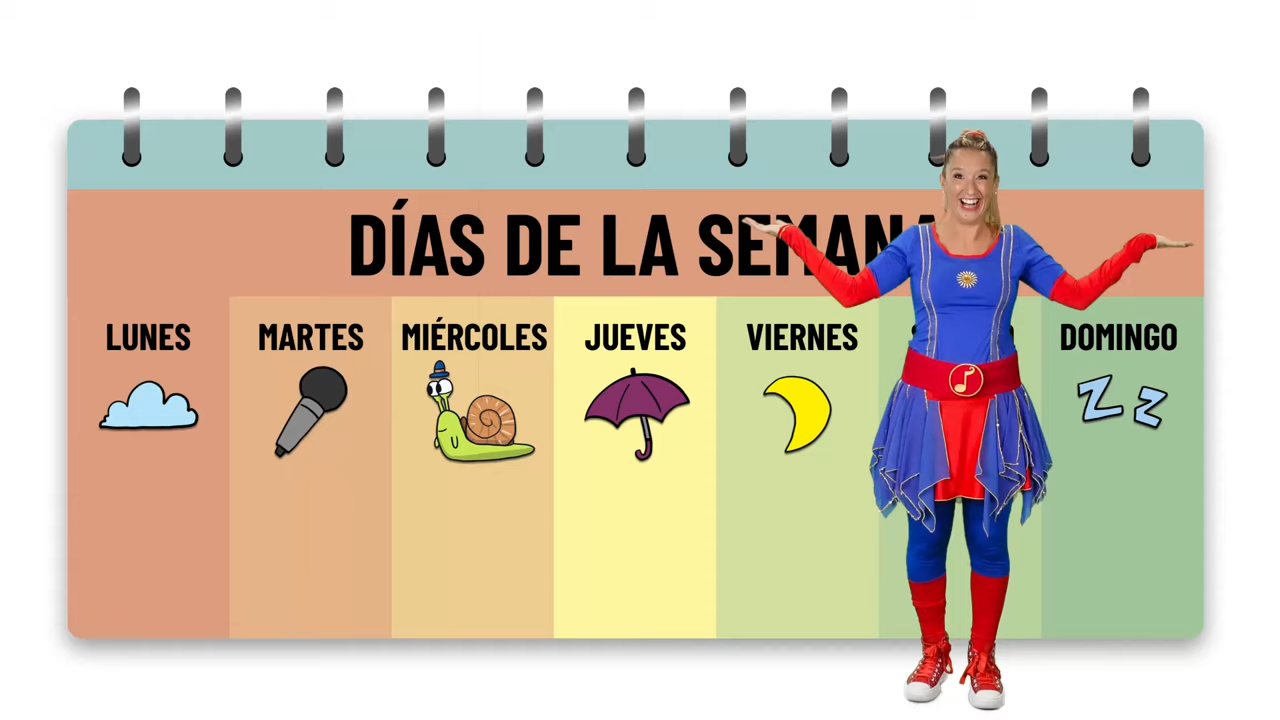 DÍAS DE LA SEMANA
LUNES MARTES MIÉRCOLES JUEVES VIERNES DOMINGO